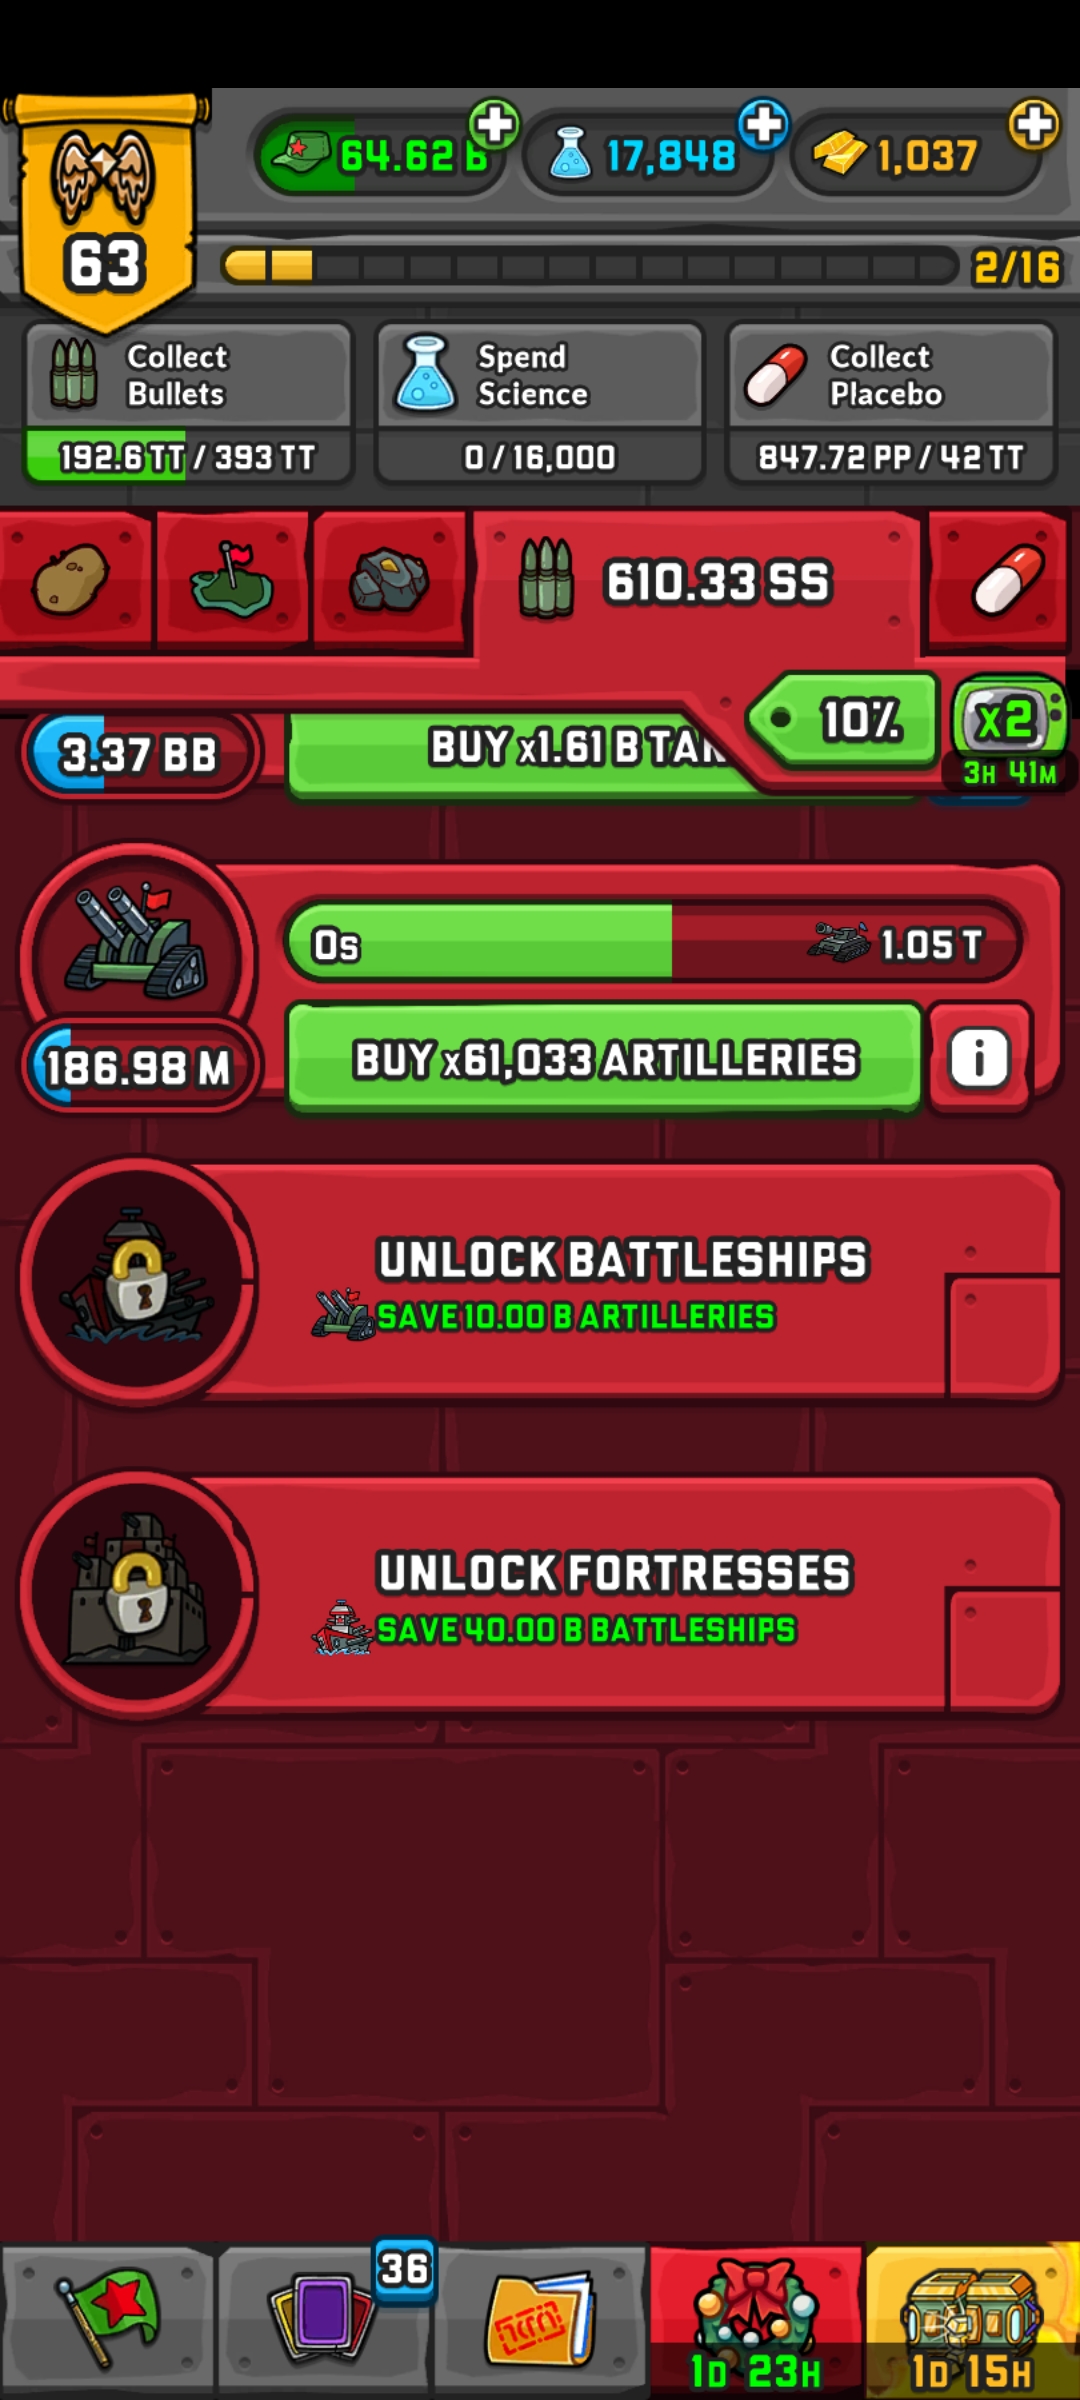 64.62 B
17,848
1,037
63
2/16
Collect
Bullets
192.6 TT / 393 TT
Spend
Science
0 / 16,000
Collect
Placebo
847.72 PP / 42 TT
610.33 SS
10%
x2
3H 41M
3.37 BB
BUY x1.61 B TAN
0s
1.05 T
186.98 M
BUY x61,033 ARTILLERIES
i
UNLOCK BATTLESHIPS
SAVE 10.00 B ARTILLERIES
UNLOCK FORTRESSES
SAVE 40.00 B BATTLESHIPS
36
1D 23H
1D 15H